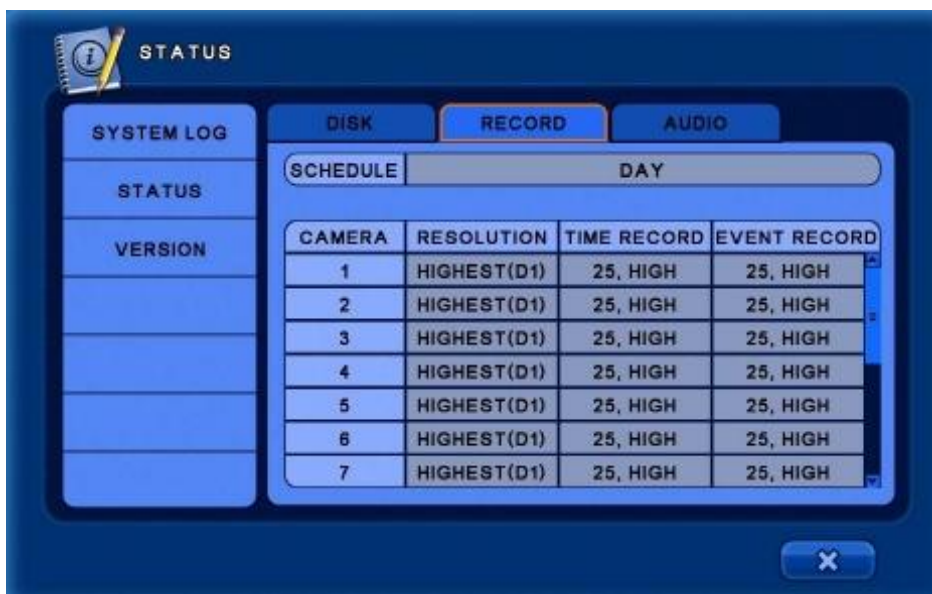 STATUS
SYSTEM LOG
STATUS
VERSION
DISK RECORD AUDIO
SCHEDULE DAY
CAMERA RESOLUTION TIME RECORD EVENT RECORD
1 HIGHEST(D1) 25, HIGH 25, HIGH
2 HIGHEST(D1) 25, HIGH 25, HIGH
3 HIGHEST(D1) 25, HIGH 25, HIGH
4 HIGHEST(D1) 25, HIGH 25, HIGH
5 HIGHEST(D1) 25, HIGH 25, HIGH
6 HIGHEST(D1) 25, HIGH 25, HIGH
7 HIGHEST(D1) 25, HIGH 25, HIGH